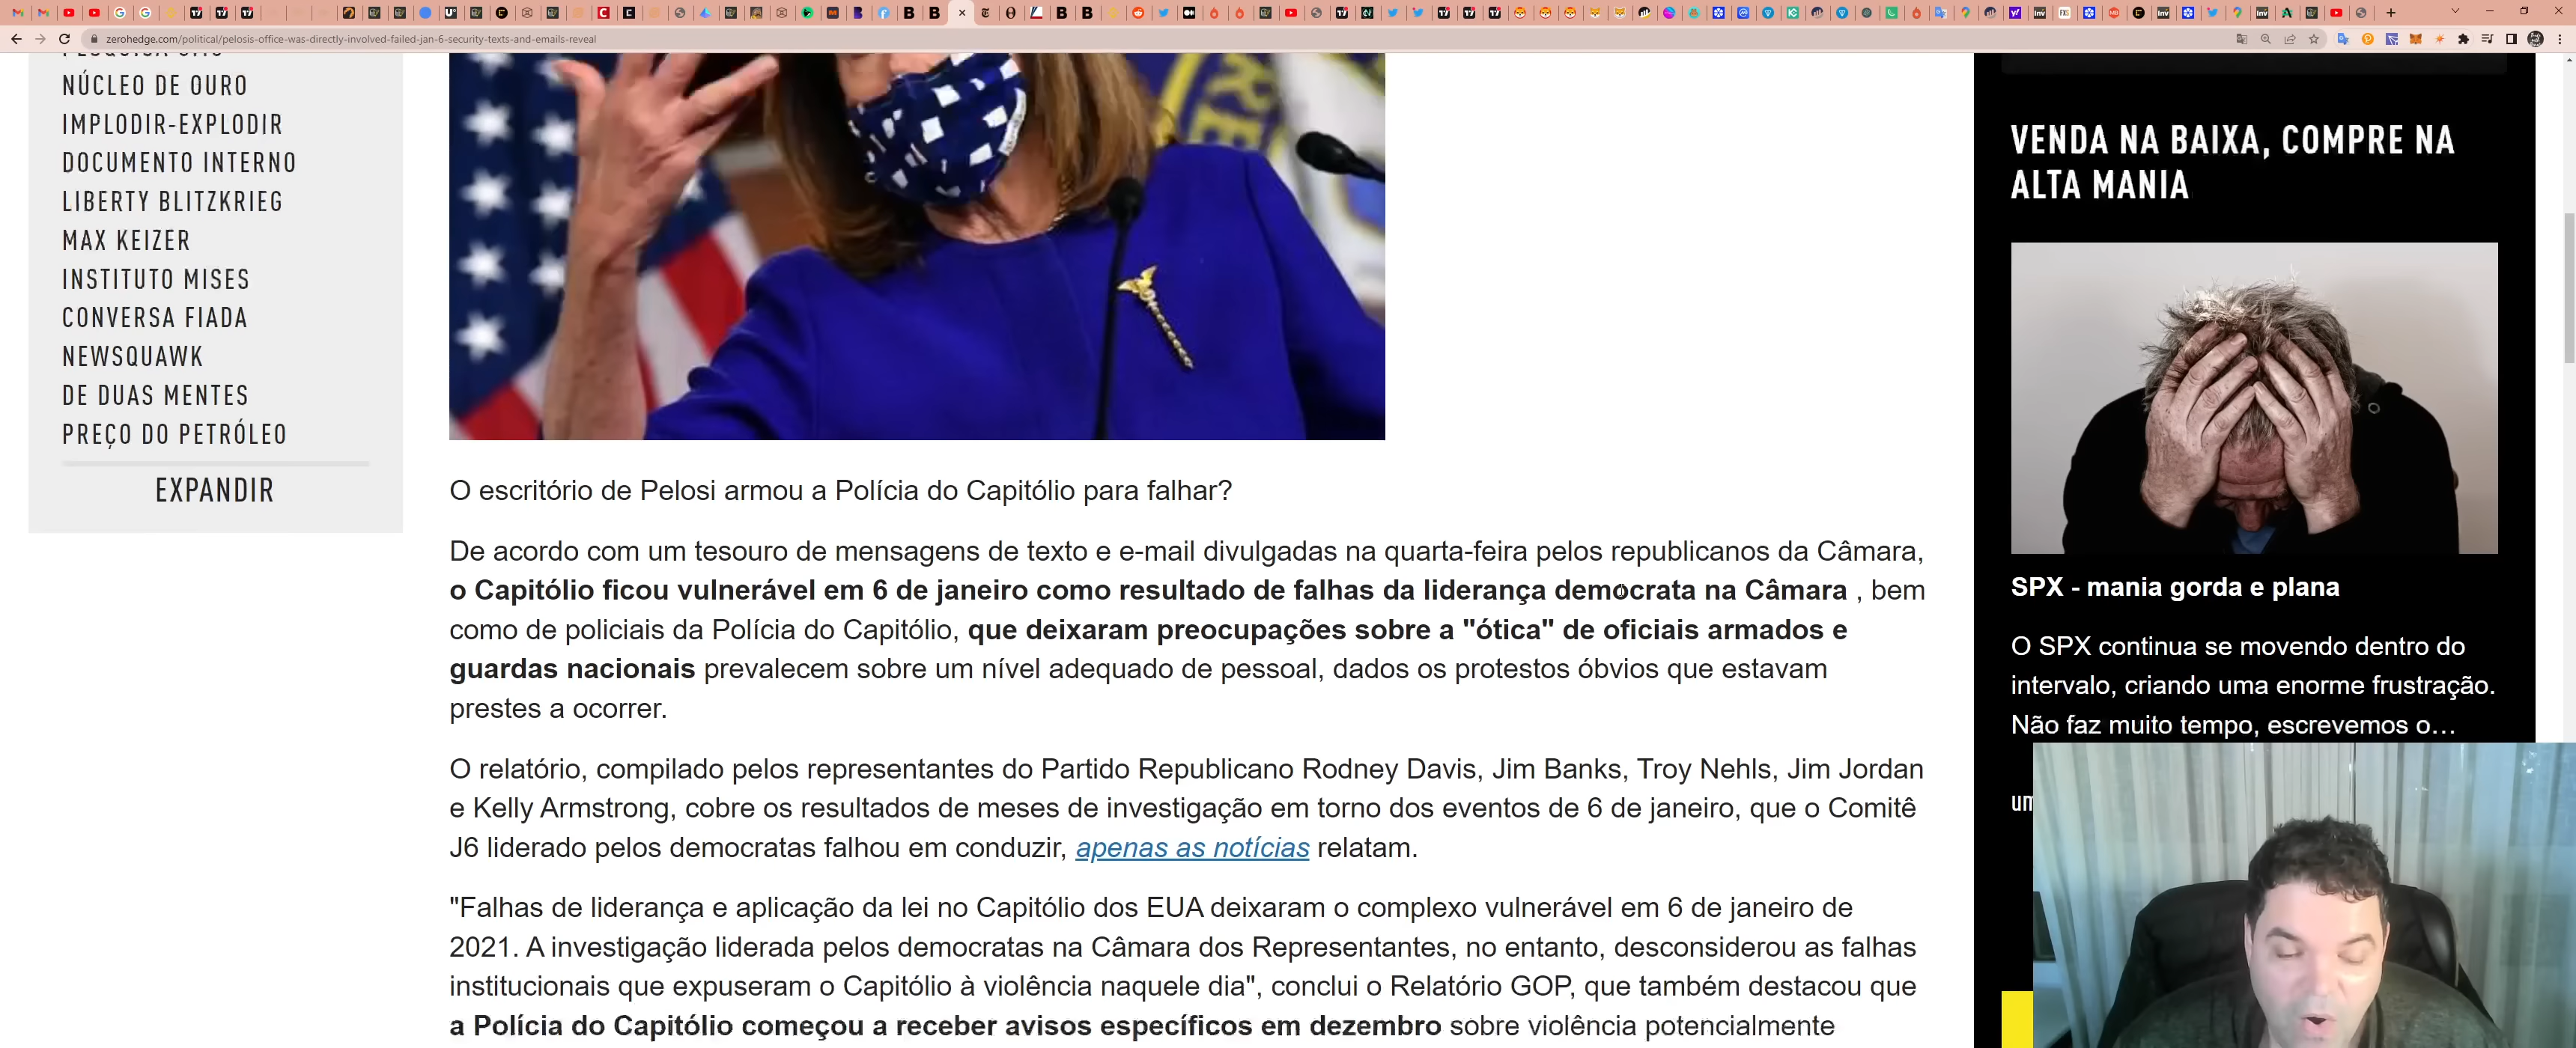 zerohedge.com/political/pelosis-office-was-directly-involved-failed-jan-6-security-texts-and-emails-reveal
NÚCLEO DE OURO
IMPLODIR-EXPLODIR
DOCUMENTO INTERNO
LIBERTY BLITZKRIEG
MAX KEIZER
INSTITUTO MISES
CONVERSA FIADA
NEWSQUAWK
DE DUAS MENTES
PREÇO DO PETRÓLEO
EXPANDIR
O escritório de Pelosi armou a Polícia do Capitólio para falhar?
De acordo com um tesouro de mensagens de texto e e-mail divulgadas na quarta-feira pelos republicanos da Câmara,
o Capitólio ficou vulnerável em 6 de janeiro como resultado de falhas da liderança democrata na Câmara , bem
como de policiais da Polícia do Capitólio, que deixaram preocupações sobre a "ótica" de oficiais armados e
guardas nacionais prevalecem sobre um nível adequado de pessoal, dados os protestos óbvios que estavam
prestes a ocorrer.
O relatório, compilado pelos representantes do Partido Republicano Rodney Davis, Jim Banks, Troy Nehls, Jim Jordan
e Kelly Armstrong, cobre os resultados de meses de investigação em torno dos eventos de 6 de janeiro, que o Comitê
J6 liderado pelos democratas falhou em conduzir, apenas as notícias relatam.
"Falhas de liderança e aplicação da lei no Capitólio dos EUA deixaram o complexo vulnerável em 6 de janeiro de
2021. A investigação liderada pelos democratas na Câmara dos Representantes, no entanto, desconsiderou as falhas
institucionais que expuseram o Capitólio à violência naquele dia", conclui o Relatório GOP, que também destacou que
a Polícia do Capitólio começou a receber avisos específicos em dezembro sobre violência potencialmente
VENDA NA BAIXA, COMPRE NA
ALTA MANIA
SPX - mania gorda e plana
O SPX continua se movendo dentro do
intervalo, criando uma enorme frustração.
Não faz muito tempo, escrevemos o…